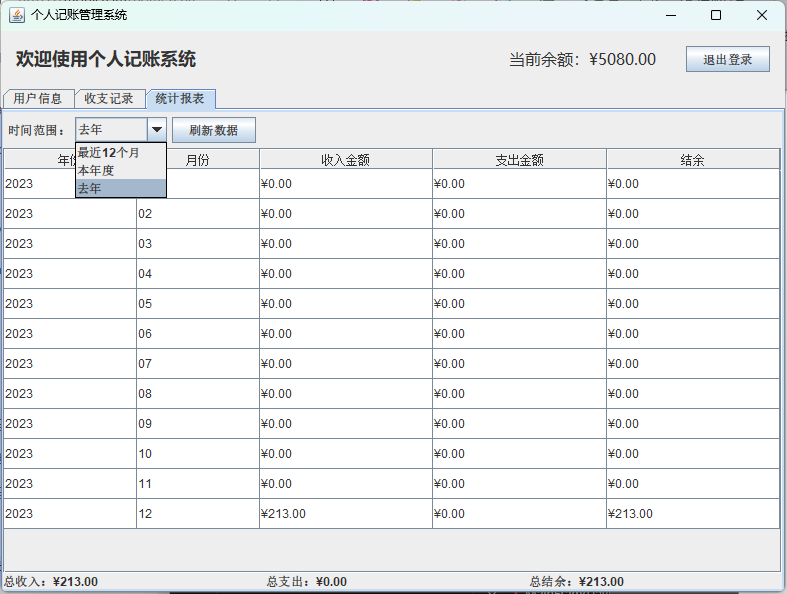 个人记账管理系统
欢迎使用个人记账系统 当前余额：¥5080.00 退出登录
用户信息 收支记录 统计报表
时间范围： 去年 刷新数据
最近12个月
本年度
去年
年份 月份 收入金额 支出金额 结余
2023 ¥0.00 ¥0.00 ¥0.00
2023 02 ¥0.00 ¥0.00 ¥0.00
2023 03 ¥0.00 ¥0.00 ¥0.00
2023 04 ¥0.00 ¥0.00 ¥0.00
2023 05 ¥0.00 ¥0.00 ¥0.00
2023 06 ¥0.00 ¥0.00 ¥0.00
2023 07 ¥0.00 ¥0.00 ¥0.00
2023 08 ¥0.00 ¥0.00 ¥0.00
2023 09 ¥0.00 ¥0.00 ¥0.00
2023 10 ¥0.00 ¥0.00 ¥0.00
2023 11 ¥0.00 ¥0.00 ¥0.00
2023 12 ¥213.00 ¥0.00 ¥213.00
总收入：¥213.00 总支出：¥0.00 总结余：¥213.00